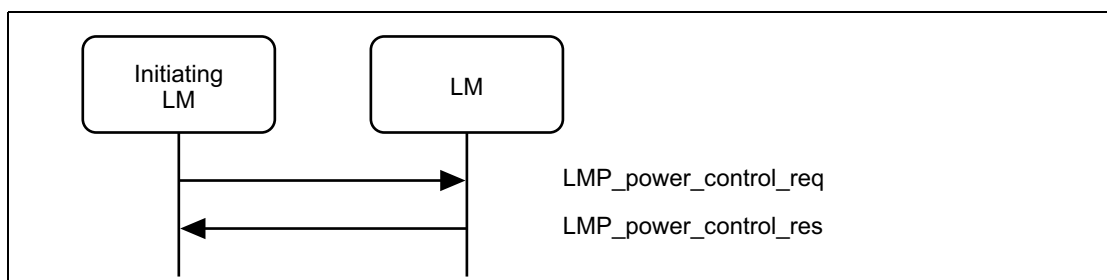 Initiating
LM
LM
LMP_power_control_req
LMP_power_control_res